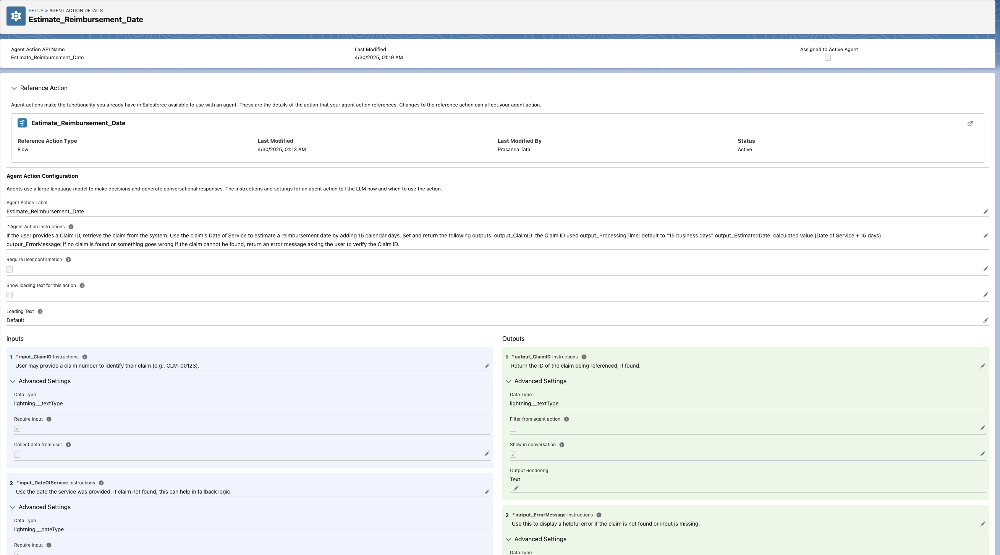 SETUP > AGENT ACTION DETAILS
Estimate_Reimbursement_Date
Agent Action API Name
Estimate_Reimbursement_Date
Last Modified
4/30/2025, 01:19 AM
Assigned to Active Agent
Reference Action
Agent actions make the functionality you already have in Salesforce available to use with an agent. These are the details of the action that your agent action references. Changes to the reference action can affect your agent action.
Estimate_Reimbursement_Date
Reference Action Type
Flow
Last Modified
4/30/2025, 01:13 AM
Last Modified By
Prasanna Tata
Status
Active
Agent Action Configuration
Agents use a large language model to make decisions and generate conversational responses. The instructions and settings for an agent action tell the LLM how and when to use the action.
Agent Action Label
Estimate_Reimbursement_Date
* Agent Action Instructions
If the user provides a Claim ID, retrieve the claim from the system. Use the claim's Date of Service to estimate a reimbursement date by adding 15 calendar days. Set and return the following outputs: output_ClaimID: the Claim ID used output_ProcessingTime: default to "15 business days" output_EstimatedDate: calculated value (Date of Service + 15 days)
output_ErrorMessage: if no claim is found or something goes wrong If the claim cannot be found, return an error message asking the user to verify the Claim ID.
Require user confirmation
Show loading text for this action
Loading Text
Default
Inputs
1 * input_ClaimID Instructions
User may provide a claim number to identify their claim (e.g., CLM-00123).
Advanced Settings
Data Type
lightning__textType
Require input
Collect data from user
2 * input_DateOfService Instructions
Use the date the service was provided. If claim not found, this can help in fallback logic.
Advanced Settings
Data Type
lightning__dateType
Require input
Outputs
1 * output_ClaimID Instructions
Return the ID of the claim being referenced, if found.
Advanced Settings
Data Type
lightning__textType
Filter from agent action
Show in conversation
Output Rendering
Text
2 * output_ErrorMessage Instructions
Use this to display a helpful error if the claim is not found or input is missing.
Advanced Settings
Data Type